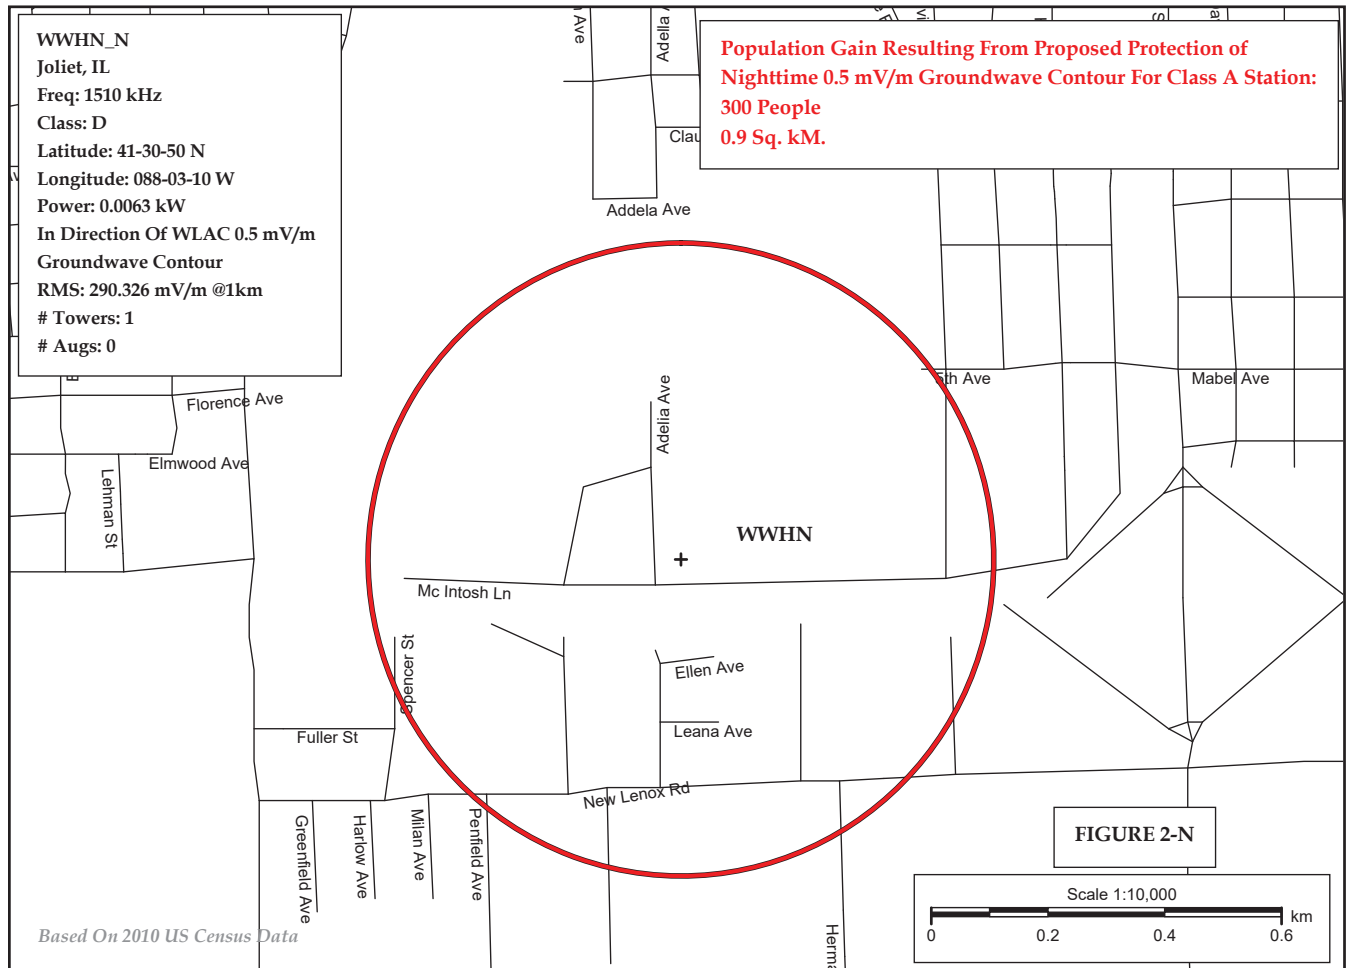 WWHN_N
Joliet, IL
Freq: 1510 kHz
Class: D
Latitude: 41-30-50 N
Longitude: 088-03-10 W
Power: 0.0063 kW
In Direction Of WLAC 0.5 mV/m
Groundwave Contour
RMS: 290.326 mV/m @1km
# Towers: 1
# Augs: 0
Population Gain Resulting From Proposed Protection of
Nighttime 0.5 mV/m Groundwave Contour For Class A Station:
300 People
0.9 Sq. kM.
Ave
Adella
Addela Ave
5th Ave
Mabel Ave
Florence Ave
Elmwood Ave
Lehman St
Adelia Ave
WWHN
Mc Intosh Ln
Spencer St
Ellen Ave
Leana Ave
Fuller St
New Lenox Rd
Greenfield Ave
Harlow Ave
Milan Ave
Penfield Ave
FIGURE 2-N
Scale 1:10,000
km
0 0.2 0.4 0.6
Based On 2010 US Census Data